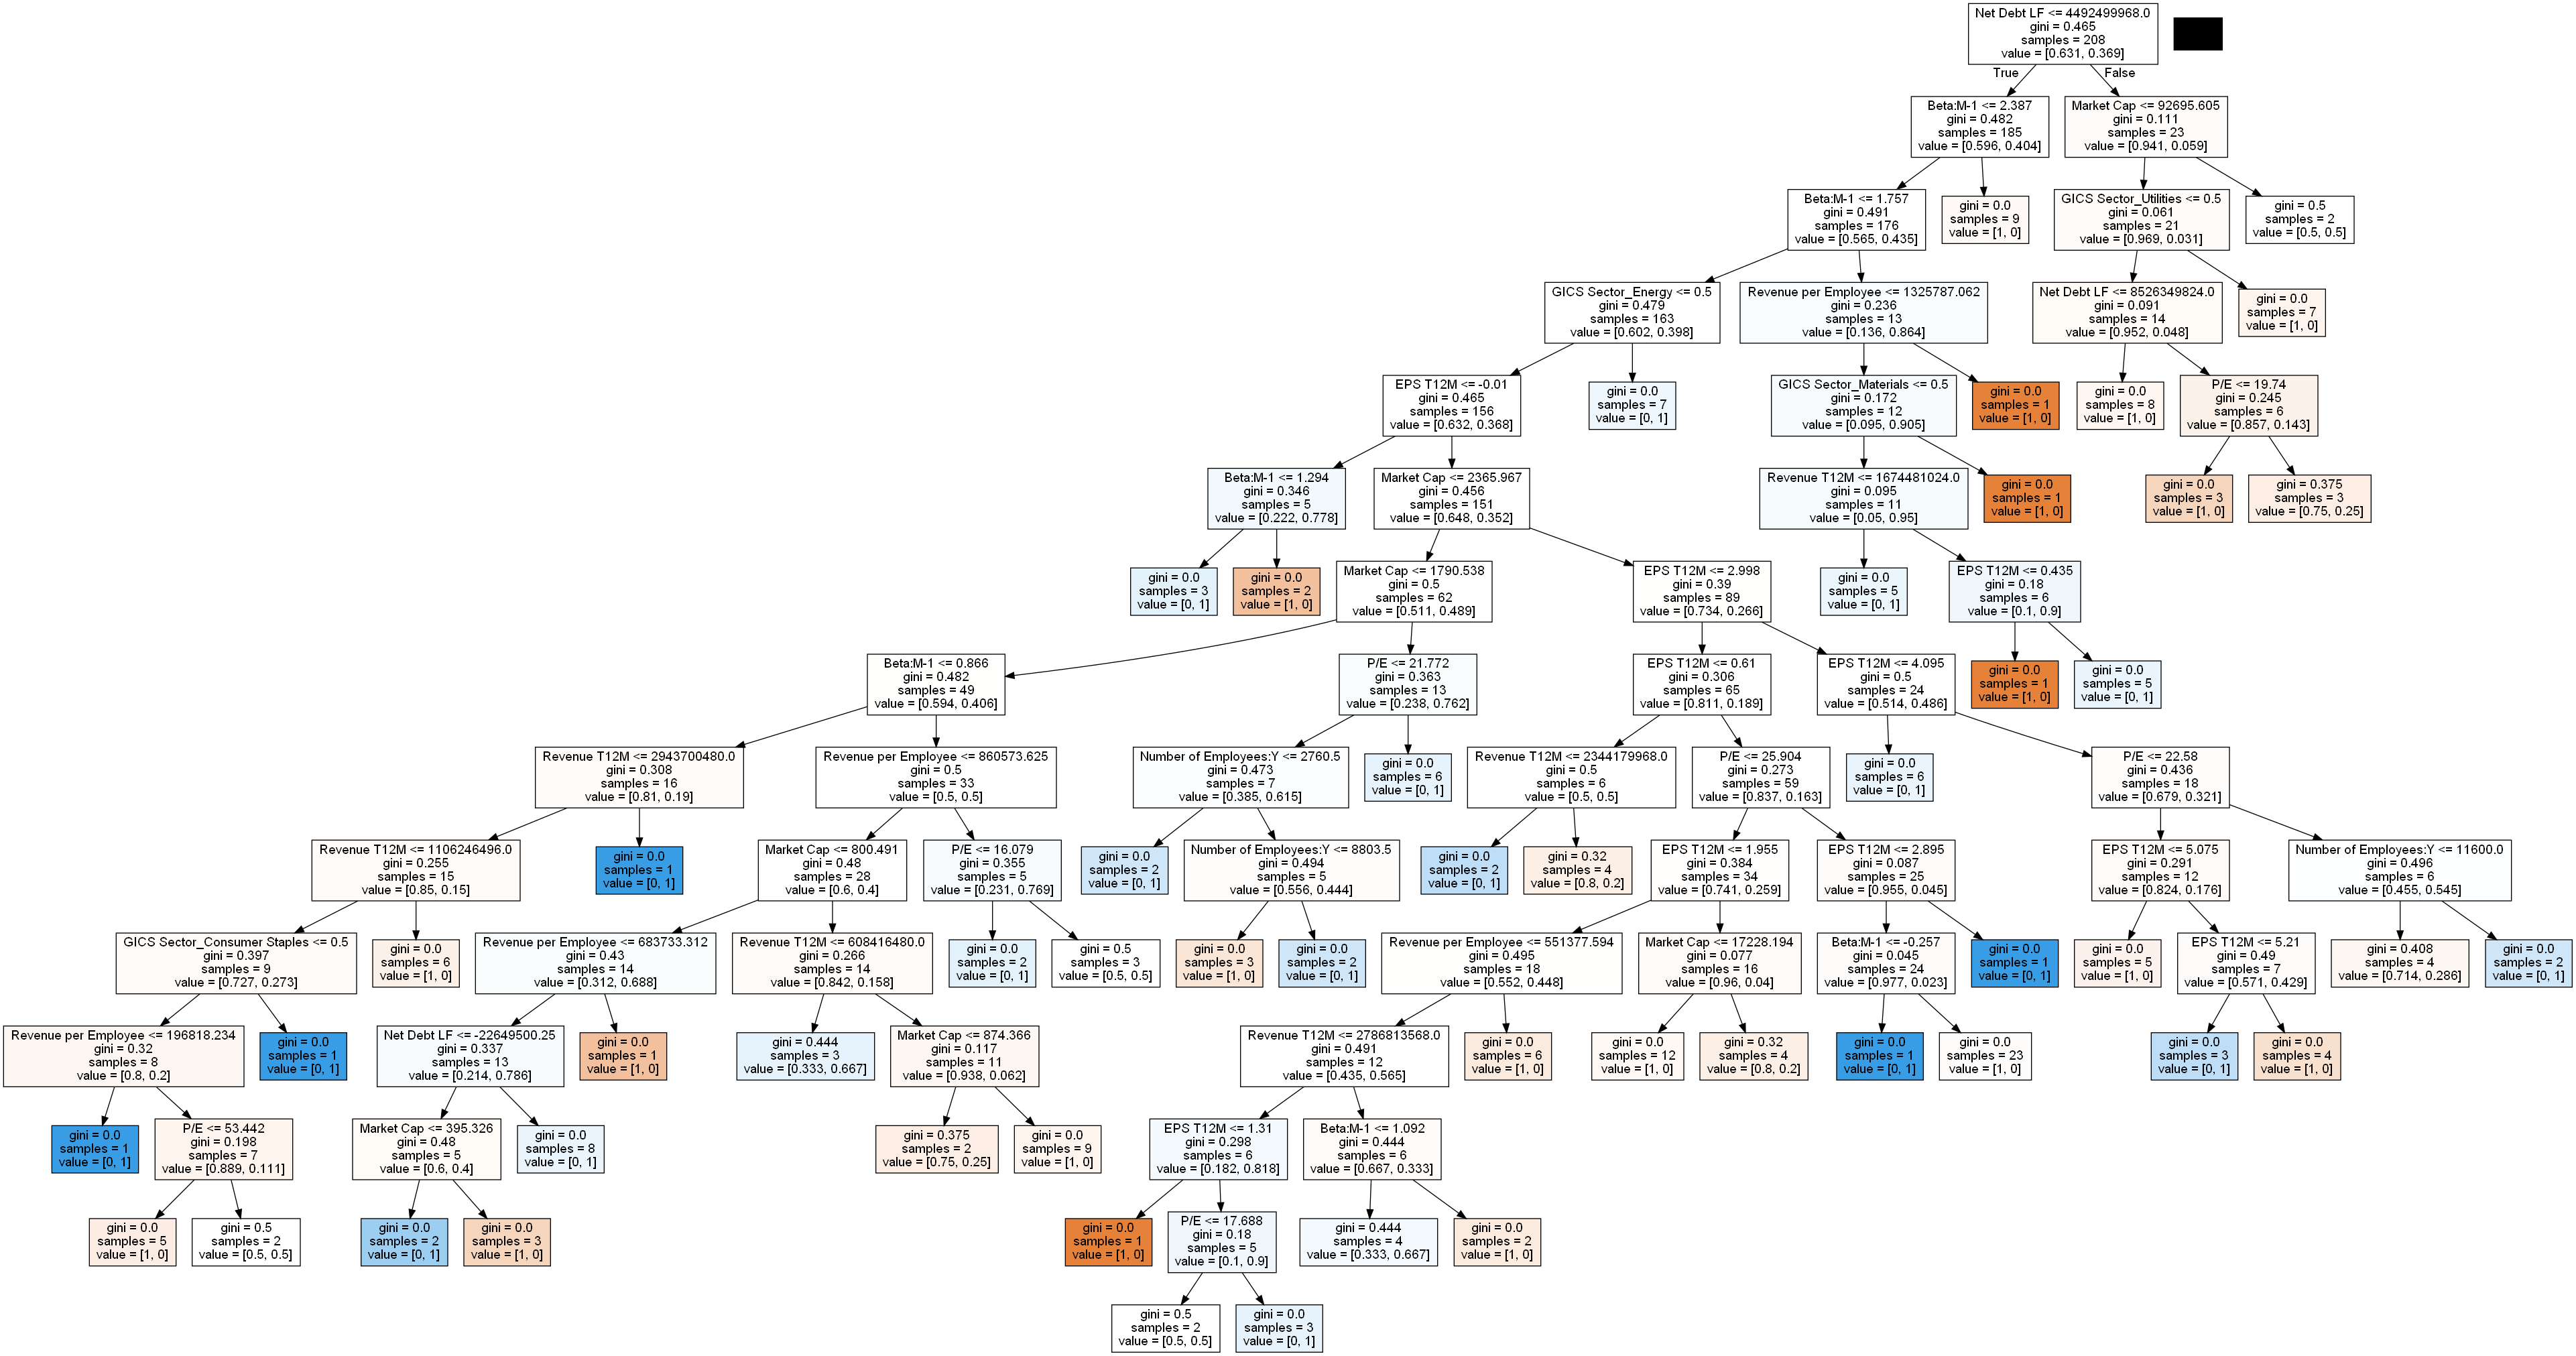 Net Debt LF <= 4492499968.0
gini = 0.465
samples = 208
value = [0.631, 0.369]
True
False
Beta:M-1 <= 2.387
gini = 0.482
samples = 185
value = [0.596, 0.404]
Market Cap <= 92695.605
gini = 0.111
samples = 23
value = [0.941, 0.059]
Beta:M-1 <= 1.757
gini = 0.491
samples = 176
value = [0.565, 0.435]
gini = 0.0
samples = 9
value = [1, 0]
GICS Sector_Utilities <= 0.5
gini = 0.061
samples = 21
value = [0.969, 0.031]
gini = 0.5
samples = 2
value = [0.5, 0.5]
GICS Sector_Energy <= 0.5
gini = 0.479
samples = 163
value = [0.602, 0.398]
Revenue per Employee <= 1325787.062
gini = 0.236
samples = 13
value = [0.136, 0.864]
Net Debt LF <= 8526349824.0
gini = 0.091
samples = 14
value = [0.952, 0.048]
gini = 0.0
samples = 7
value = [1, 0]
EPS T12M <= -0.01
gini = 0.465
samples = 156
value = [0.632, 0.368]
gini = 0.0
samples = 7
value = [0, 1]
GICS Sector_Materials <= 0.5
gini = 0.172
samples = 12
value = [0.095, 0.905]
gini = 0.0
samples = 1
value = [1, 0]
gini = 0.0
samples = 8
value = [1, 0]
P/E <= 19.74
gini = 0.245
samples = 6
value = [0.857, 0.143]
Beta:M-1 <= 1.294
gini = 0.346
samples = 5
value = [0.222, 0.778]
Market Cap <= 2365.967
gini = 0.456
samples = 151
value = [0.648, 0.352]
Revenue T12M <= 1674481024.0
gini = 0.095
samples = 11
value = [0.05, 0.95]
gini = 0.0
samples = 1
value = [1, 0]
gini = 0.0
samples = 3
value = [1, 0]
gini = 0.375
samples = 3
value = [0.75, 0.25]
gini = 0.0
samples = 3
value = [0, 1]
gini = 0.0
samples = 2
value = [1, 0]
Market Cap <= 1790.538
gini = 0.5
samples = 62
value = [0.511, 0.489]
EPS T12M <= 2.998
gini = 0.39
samples = 89
value = [0.734, 0.266]
gini = 0.0
samples = 5
value = [0, 1]
EPS T12M <= 0.435
gini = 0.18
samples = 6
value = [0.1, 0.9]
Beta:M-1 <= 0.866
gini = 0.482
samples = 49
value = [0.594, 0.406]
P/E <= 21.772
gini = 0.363
samples = 13
value = [0.238, 0.762]
EPS T12M <= 0.61
gini = 0.306
samples = 65
value = [0.811, 0.189]
EPS T12M <= 4.095
gini = 0.5
samples = 24
value = [0.514, 0.486]
gini = 0.0
samples = 1
value = [1, 0]
gini = 0.0
samples = 5
value = [0, 1]
Revenue T12M <= 2943700480.0
gini = 0.308
samples = 16
value = [0.81, 0.19]
Revenue per Employee <= 860573.625
gini = 0.5
samples = 33
value = [0.5, 0.5]
Number of Employees:Y <= 2760.5
gini = 0.473
samples = 7
value = [0.385, 0.615]
gini = 0.0
samples = 6
value = [0, 1]
Revenue T12M <= 2344179968.0
gini = 0.5
samples = 6
value = [0.5, 0.5]
P/E <= 25.904
gini = 0.273
samples = 59
value = [0.837, 0.163]
gini = 0.0
samples = 6
value = [0, 1]
P/E <= 22.58
gini = 0.436
samples = 18
value = [0.679, 0.321]
Revenue T12M <= 1106246496.0
gini = 0.255
samples = 15
value = [0.85, 0.15]
gini = 0.0
samples = 1
value = [0, 1]
Market Cap <= 800.491
gini = 0.48
samples = 28
value = [0.6, 0.4]
P/E <= 16.079
gini = 0.355
samples = 5
value = [0.231, 0.769]
gini = 0.0
samples = 2
value = [0, 1]
Number of Employees:Y <= 8803.5
gini = 0.494
samples = 5
value = [0.556, 0.444]
gini = 0.0
samples = 2
value = [0, 1]
gini = 0.32
samples = 4
value = [0.8, 0.2]
EPS T12M <= 1.955
gini = 0.384
samples = 34
value = [0.741, 0.259]
EPS T12M <= 2.895
gini = 0.087
samples = 25
value = [0.955, 0.045]
EPS T12M <= 5.075
gini = 0.291
samples = 12
value = [0.824, 0.176]
Number of Employees:Y <= 11600.0
gini = 0.496
samples = 6
value = [0.455, 0.545]
GICS Sector_Consumer Staples <= 0.5
gini = 0.397
samples = 9
value = [0.727, 0.273]
gini = 0.0
samples = 6
value = [1, 0]
Revenue per Employee <= 683733.312
gini = 0.43
samples = 14
value = [0.312, 0.688]
Revenue T12M <= 608416480.0
gini = 0.266
samples = 14
value = [0.842, 0.158]
gini = 0.0
samples = 2
value = [0, 1]
gini = 0.5
samples = 3
value = [0.5, 0.5]
gini = 0.0
samples = 3
value = [1, 0]
gini = 0.0
samples = 2
value = [0, 1]
Revenue per Employee <= 551377.594
gini = 0.495
samples = 18
value = [0.552, 0.448]
Market Cap <= 17228.194
gini = 0.077
samples = 16
value = [0.96, 0.04]
Beta:M-1 <= -0.257
gini = 0.045
samples = 24
value = [0.977, 0.023]
gini = 0.0
samples = 1
value = [0, 1]
gini = 0.0
samples = 5
value = [1, 0]
EPS T12M <= 5.21
gini = 0.49
samples = 7
value = [0.571, 0.429]
gini = 0.408
samples = 4
value = [0.714, 0.286]
gini = 0.0
samples = 2
value = [0, 1]
Revenue per Employee <= 196818.234
gini = 0.32
samples = 8
value = [0.8, 0.2]
gini = 0.0
samples = 1
value = [0, 1]
Net Debt LF <= -22649500.25
gini = 0.337
samples = 13
value = [0.214, 0.786]
gini = 0.0
samples = 1
value = [1, 0]
gini = 0.444
samples = 3
value = [0.333, 0.667]
Market Cap <= 874.366
gini = 0.117
samples = 11
value = [0.938, 0.062]
Revenue T12M <= 2786813568.0
gini = 0.491
samples = 12
value = [0.435, 0.565]
gini = 0.0
samples = 6
value = [1, 0]
gini = 0.0
samples = 12
value = [1, 0]
gini = 0.32
samples = 4
value = [0.8, 0.2]
gini = 0.0
samples = 1
value = [0, 1]
gini = 0.0
samples = 23
value = [1, 0]
gini = 0.0
samples = 3
value = [0, 1]
gini = 0.0
samples = 4
value = [1, 0]
gini = 0.0
samples = 1
value = [0, 1]
P/E <= 53.442
gini = 0.198
samples = 7
value = [0.889, 0.111]
Market Cap <= 395.326
gini = 0.48
samples = 5
value = [0.6, 0.4]
gini = 0.0
samples = 8
value = [0, 1]
gini = 0.375
samples = 2
value = [0.75, 0.25]
gini = 0.0
samples = 9
value = [1, 0]
EPS T12M <= 1.31
gini = 0.298
samples = 6
value = [0.182, 0.818]
Beta:M-1 <= 1.092
gini = 0.444
samples = 6
value = [0.667, 0.333]
gini = 0.0
samples = 5
value = [1, 0]
gini = 0.5
samples = 2
value = [0.5, 0.5]
gini = 0.0
samples = 2
value = [0, 1]
gini = 0.0
samples = 3
value = [1, 0]
gini = 0.0
samples = 1
value = [1, 0]
P/E <= 17.688
gini = 0.18
samples = 5
value = [0.1, 0.9]
gini = 0.444
samples = 4
value = [0.333, 0.667]
gini = 0.0
samples = 2
value = [1, 0]
gini = 0.5
samples = 2
value = [0.5, 0.5]
gini = 0.0
samples = 3
value = [0, 1]